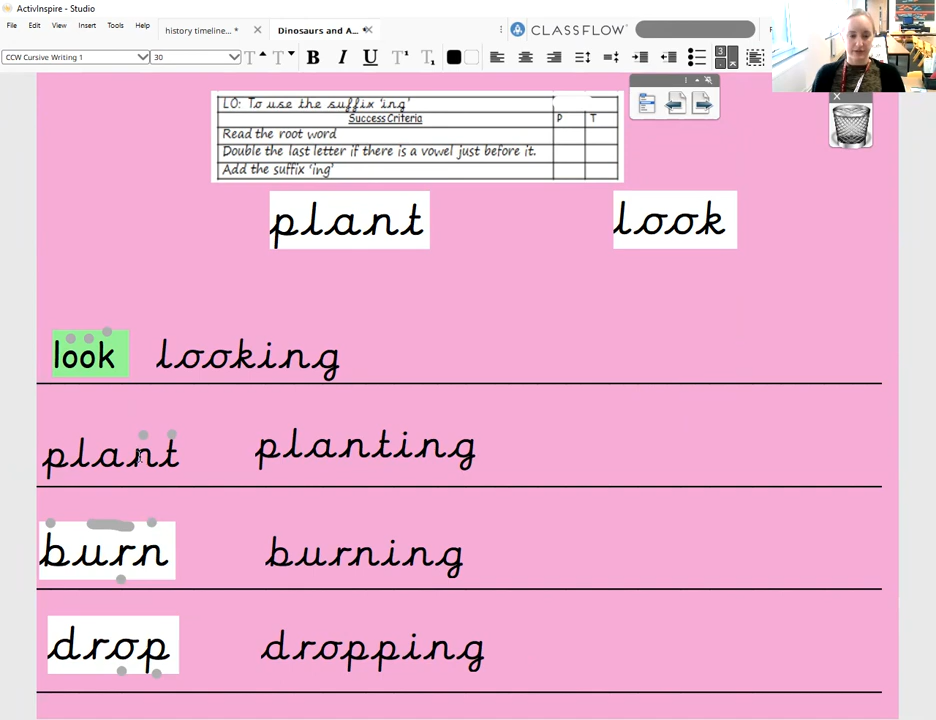 ActivInspire - Studio
File Edit View Insert Tools Help
history timeline... * Dinosaurs and A...
CLASSFLOW
CCW Cursive Writing 1 30 B I U T T₁
LO: To use the suffix 'ing'
Success Criteria P T
Read the root word
Double the last letter if there is a vowel just before it.
Add the suffix 'ing'
plant look
look looking
plant planting
burn burning
drop dropping